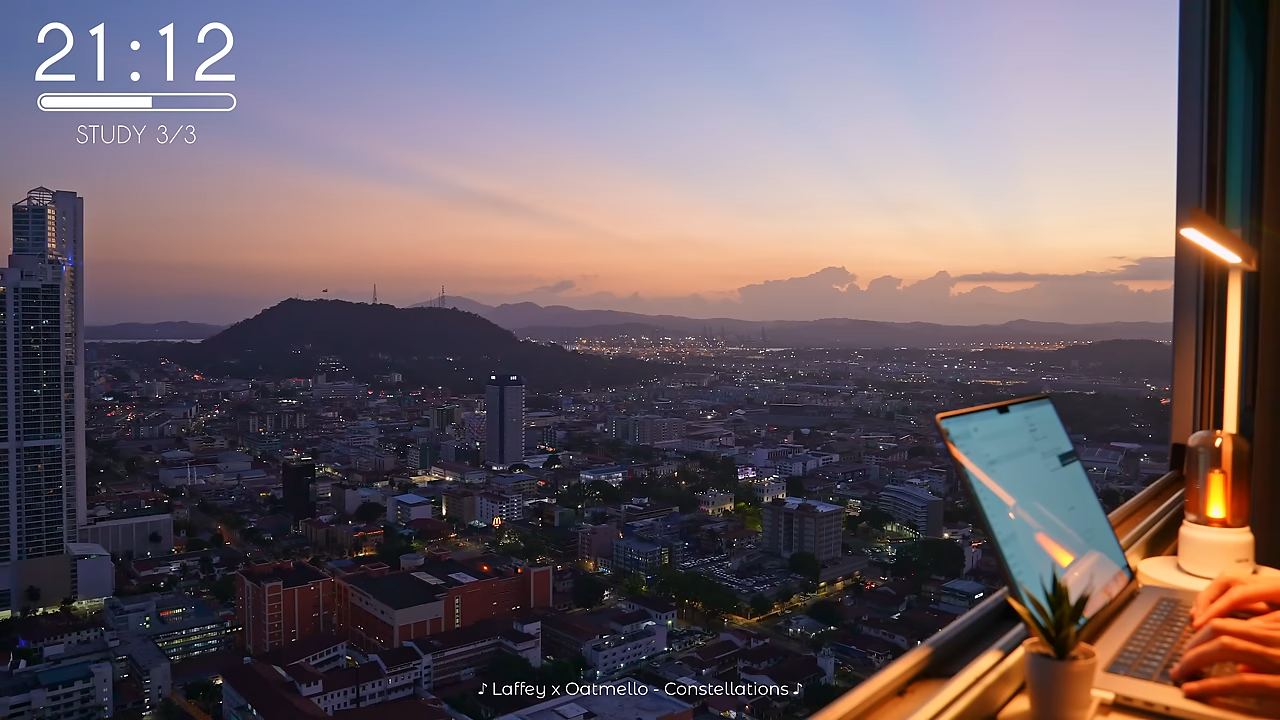 21:12
STUDY 3/3
♪ Laffey x Oatmello - Constellations ♪